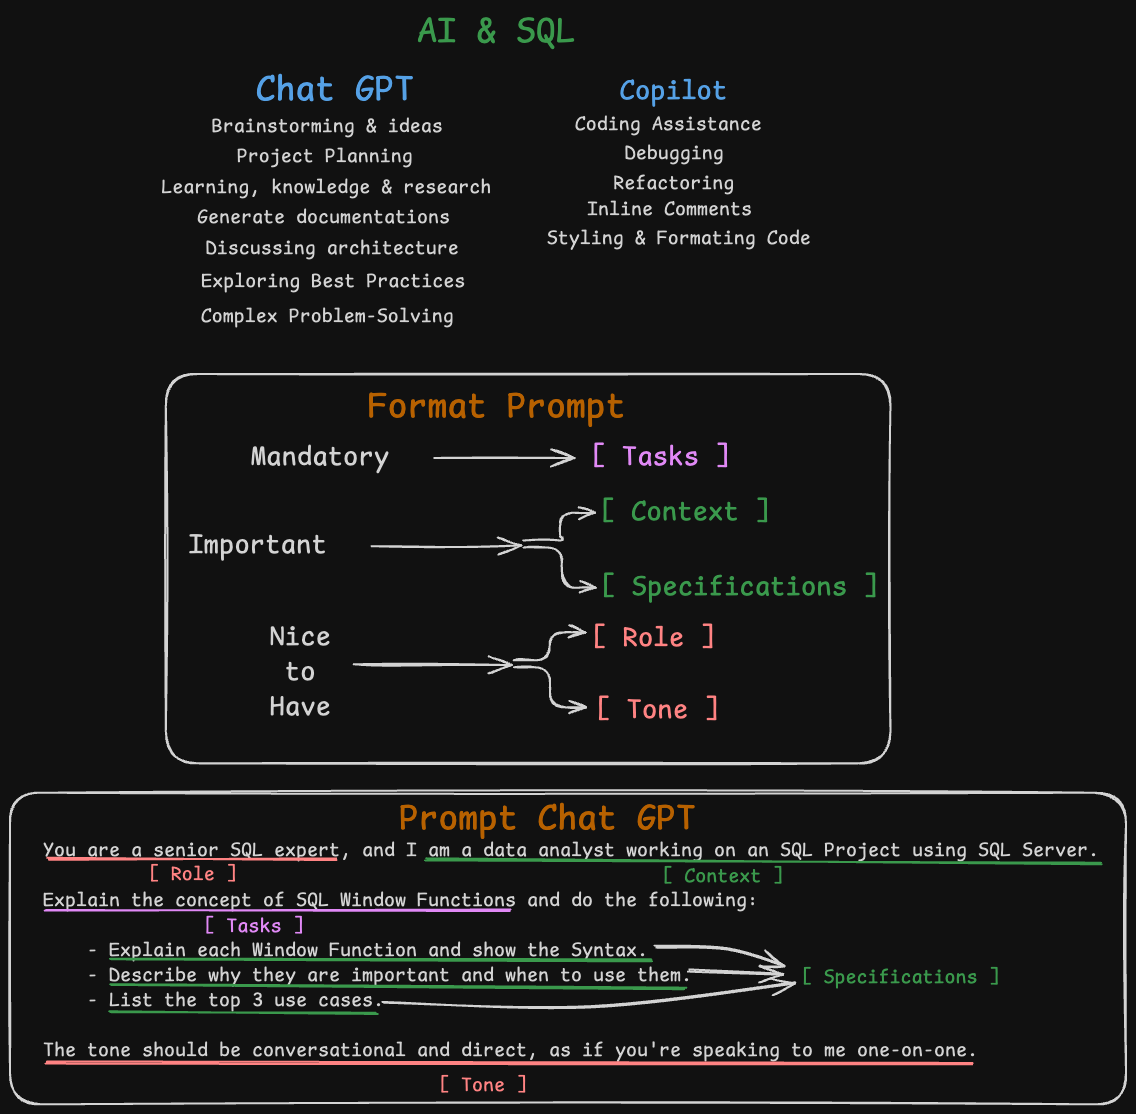 AI & SQL
Chat GPT
Brainstorming & ideas
Project Planning
Learning, knowledge & research
Generate documentations
Discussing architecture
Exploring Best Practices
Complex Problem-Solving
Copilot
Coding Assistance
Debugging
Refactoring
Inline Comments
Styling & Formating Code
Format Prompt
Mandatory
[ Tasks ]
Important
[ Context ]
[ Specifications ]
Nice
to
Have
[ Role ]
[ Tone ]
Prompt Chat GPT
You are a senior SQL expert, and I am a data analyst working on an SQL Project using SQL Server.
[ Role ]
[ Context ]
Explain the concept of SQL Window Functions and do the following:
[ Tasks ]
- Explain each Window Function and show the Syntax.
- Describe why they are important and when to use them.
- List the top 3 use cases.
[ Specifications ]
The tone should be conversational and direct, as if you're speaking to me one-on-one.
[ Tone ]